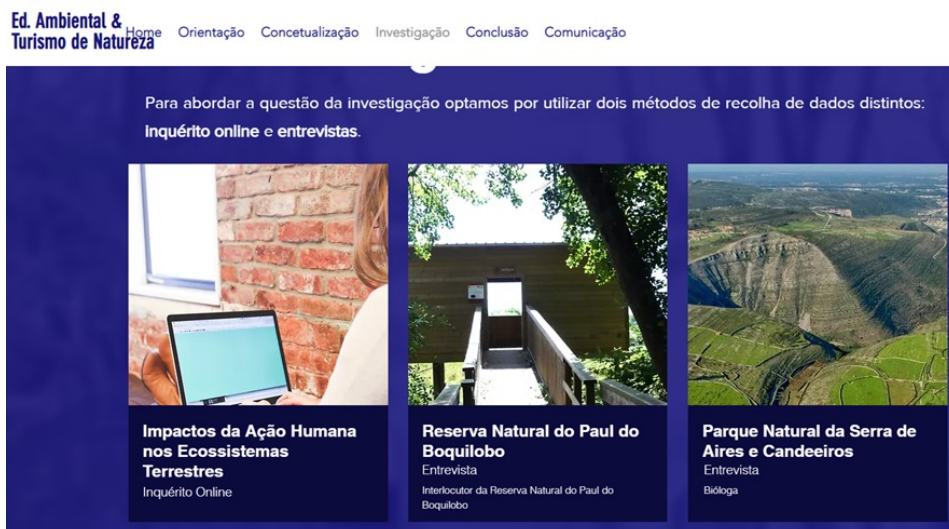 Ed. Ambiental &
Turismo de Natureza
Home Orientação Concetualização Investigação Conclusão Comunicação
Para abordar a questão da investigação optamos por utilizar dois métodos de recolha de dados distintos:
inquérito online e entrevistas.
Impactos da Ação Humana
nos Ecossistemas
Terrestres
Inquérito Online
Reserva Natural do Paul do
Boquilobo
Entrevista
Interlocutor da Reserva Natural do Paul do
Boquilobo
Parque Natural da Serra de
Aires e Candeeiros
Entrevista
Bióloga